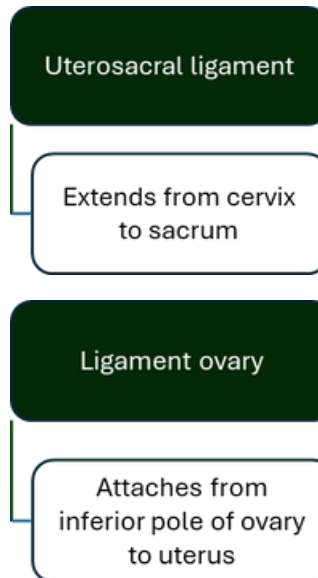 Uterosacral ligament
Extends from cervix
to sacrum
Ligament ovary
Attaches from
inferior pole of ovary
to uterus